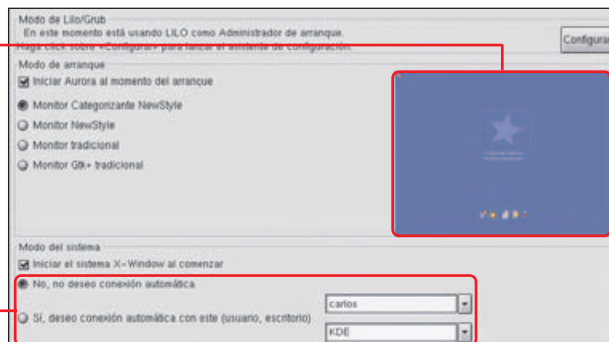 Modo de Lilo/Grub
En este momento está usando LILO como Administrador de arranque.
Haga click sobre «Configurar» para lanzar el asistente de configuración.
Configurar
Modo de arranque
Iniciar Aurora al momento del arranque
Monitor Categorizante NewStyle
Monitor NewStyle
Monitor tradicional
Monitor Gtk+ tradicional
Modo del sistema
Iniciar el sistema X-Window al comenzar
No, no deseo conexión automática
Sí, deseo conexión automática con este (usuario, escritorio)
carlos
KDE